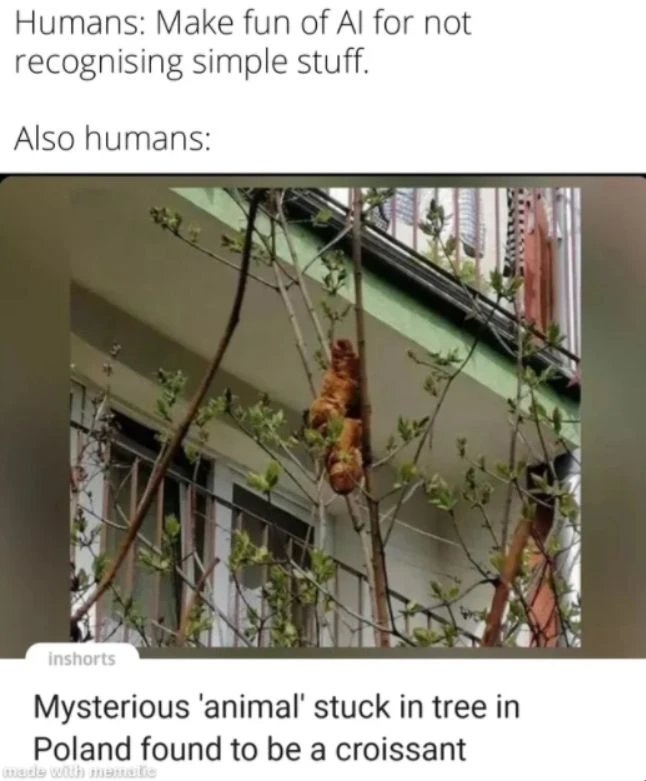 Humans: Make fun of AI for not
recognising simple stuff.
Also humans:
inshorts
Mysterious 'animal' stuck in tree in
Poland found to be a croissant
made with mematic